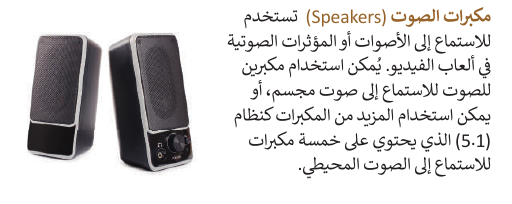 مكبرات الصوت (Speakers) تستخدم
للاستماع إلى الأصوات أو المؤثرات الصوتية
في ألعاب الفيديو. يُمكن استخدام مكبرين
للصوت للاستماع إلى صوت مجسم، أو
يمكن استخدام المزيد من المكبرات كنظام
(5.1) الذي يحتوي على خمسة مكبرات
للاستماع إلى الصوت المحيطي.